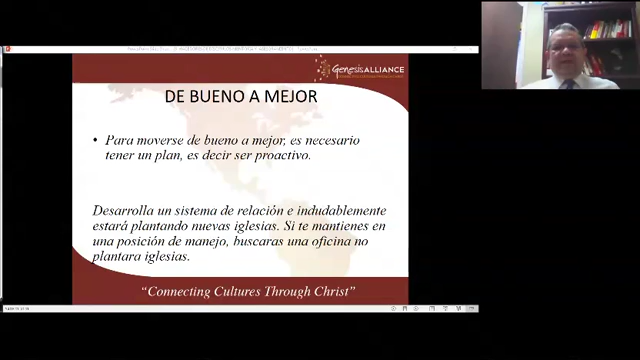 Genesis ALLIANCE
DE BUENO A MEJOR
• Para moverse de bueno a mejor, es necesario
tener un plan, es decir ser proactivo.
Desarrolla un sistema de relación e indudablemente
estará plantando nuevas iglesias. Si te mantienes en
una posición de manejo, buscaras una oficina no
plantara iglesias.
“Connecting Cultures Through Christ”